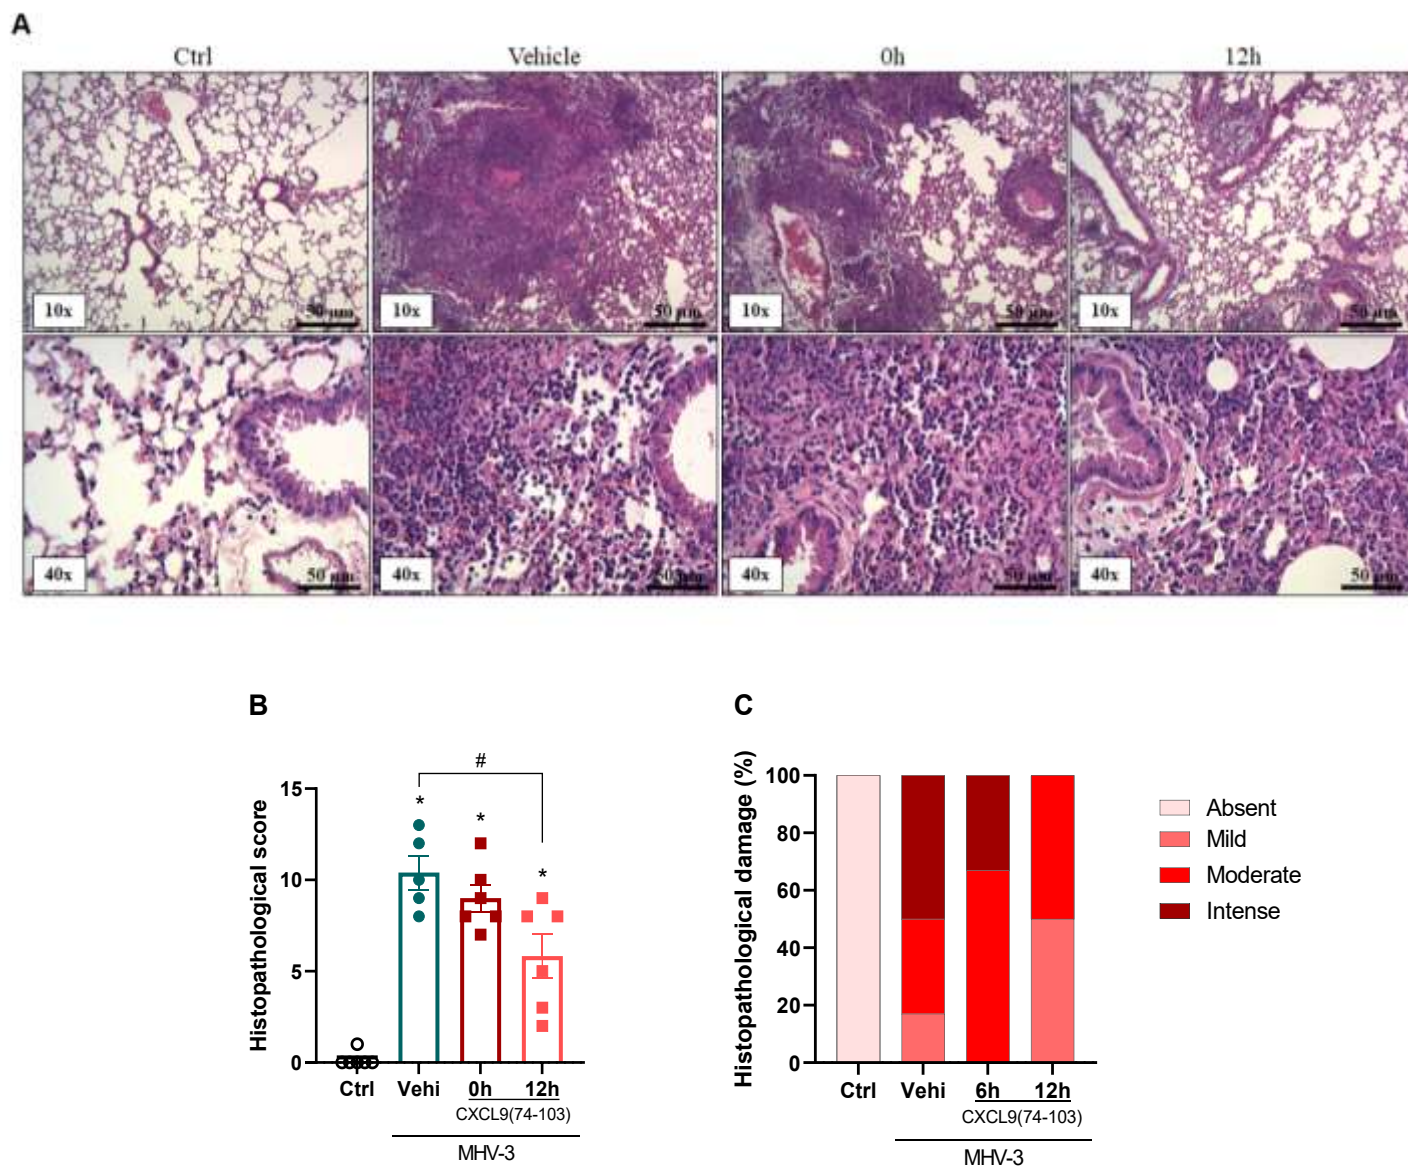 A
Ctrl Vehicle 0h 12h
10x 50 µm 10x 50 µm 10x 50 µm 10x 50 µm
40x 50 µm 40x 50 µm 40x 50 µm 40x 50 µm
B
Histopathological score
15
10
5
0
#
* * *
Ctrl Vehi 0h 12h
CXCL9(74-103)
MHV-3
C
Histopathological damage (%)
100
80
60
40
20
0
Ctrl Vehi 6h 12h
CXCL9(74-103)
MHV-3
Absent
Mild
Moderate
Intense